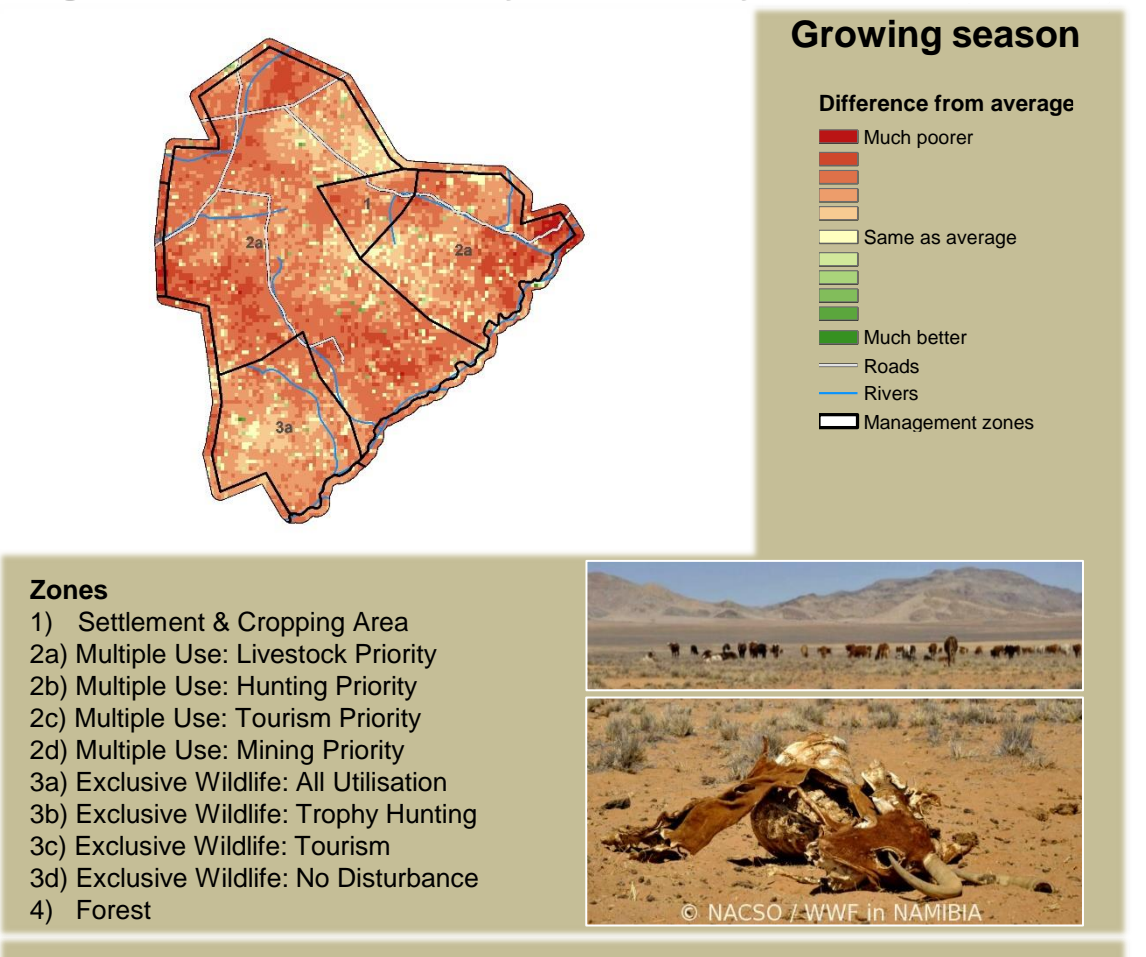 Growing season
Difference from average
Much poorer
Same as average
Much better
Roads
Rivers
Management zones
1
2a
2a
3a
Zones
1) Settlement & Cropping Area
2a) Multiple Use: Livestock Priority
2b) Multiple Use: Hunting Priority
2c) Multiple Use: Tourism Priority
2d) Multiple Use: Mining Priority
3a) Exclusive Wildlife: All Utilisation
3b) Exclusive Wildlife: Trophy Hunting
3c) Exclusive Wildlife: Tourism
3d) Exclusive Wildlife: No Disturbance
4) Forest
© NACSO / WWF in NAMIBIA